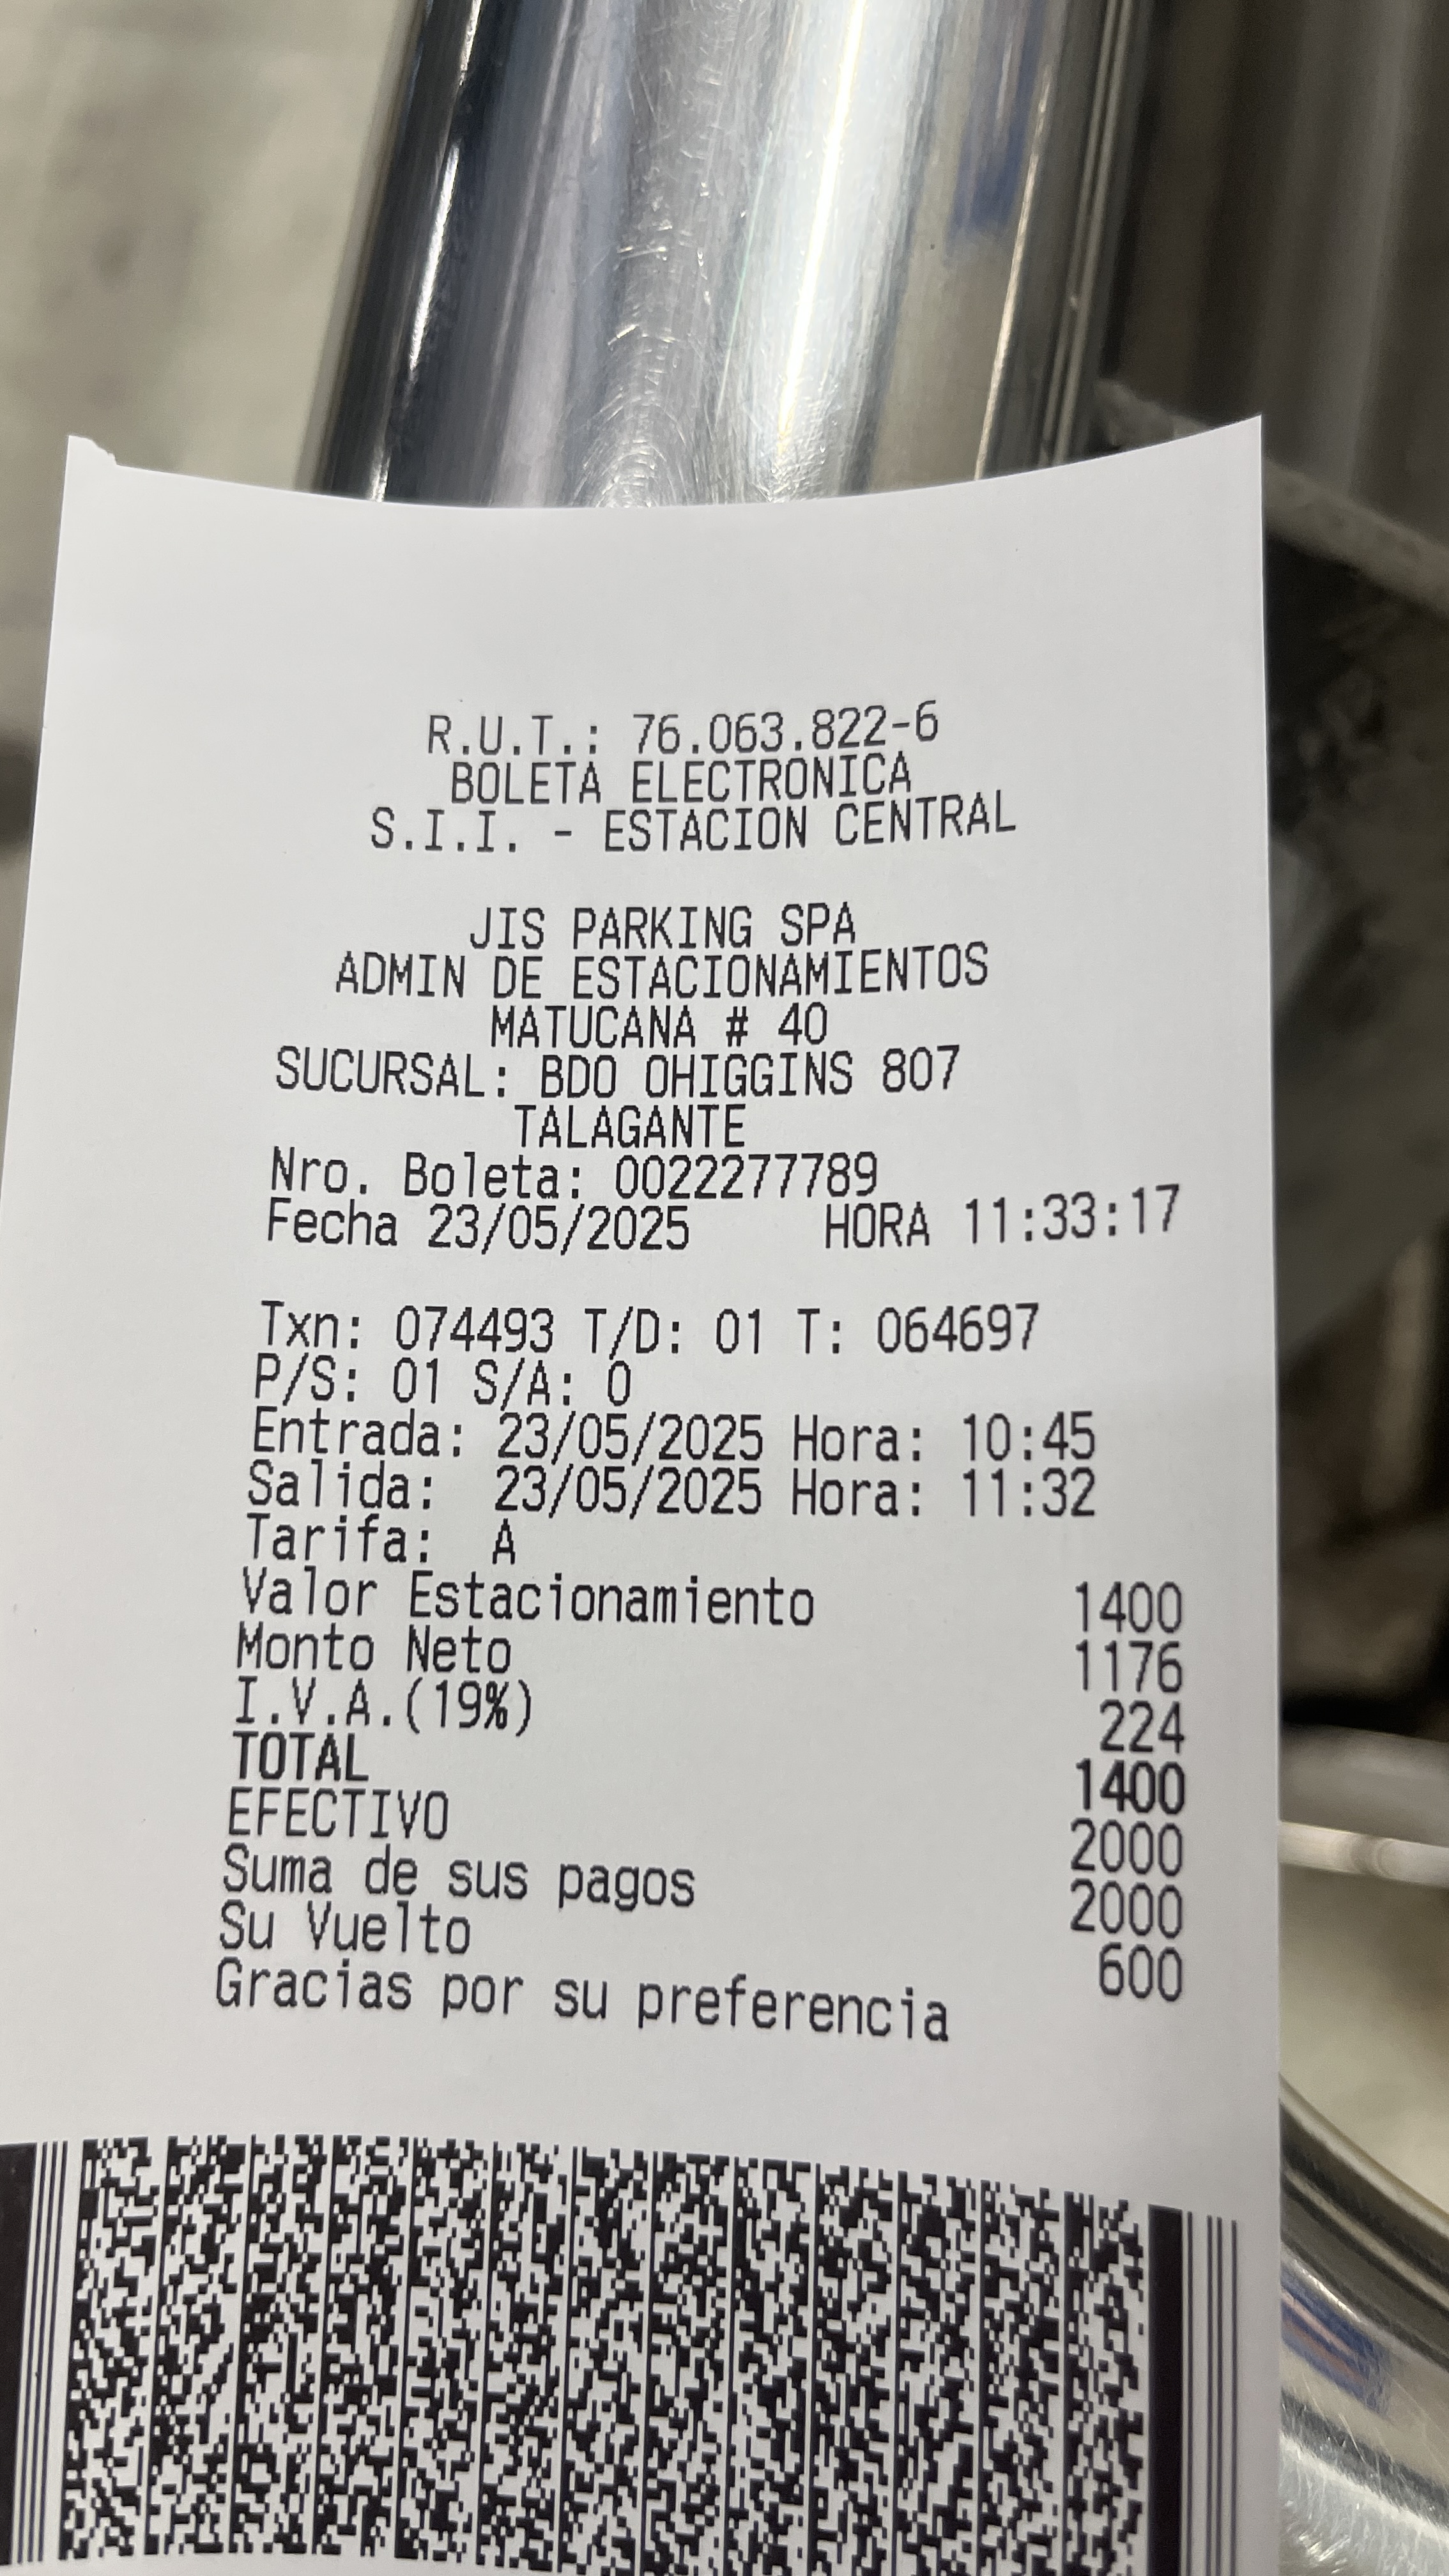 R.U.T.: 76.063.822-6
BOLETA ELECTRONICA
S.I.I. - ESTACION CENTRAL
JIS PARKING SPA
ADMIN DE ESTACIONAMIENTOS
MATUCANA # 40
SUCURSAL: BDO OHIGGINS 807
TALAGANTE
Nro. Boleta: 0022277789
Fecha 23/05/2025 HORA 11:33:17
Txn: 074493 T/D: 01 T: 064697
P/S: 01 S/A: 0
Entrada: 23/05/2025 Hora: 10:45
Salida: 23/05/2025 Hora: 11:32
Tarifa: A
Valor Estacionamiento 1400
Monto Neto 1176
I.V.A.(19%) 224
TOTAL 1400
EFECTIVO 2000
Suma de sus pagos 2000
Su Vuelto 600
Gracias por su preferencia